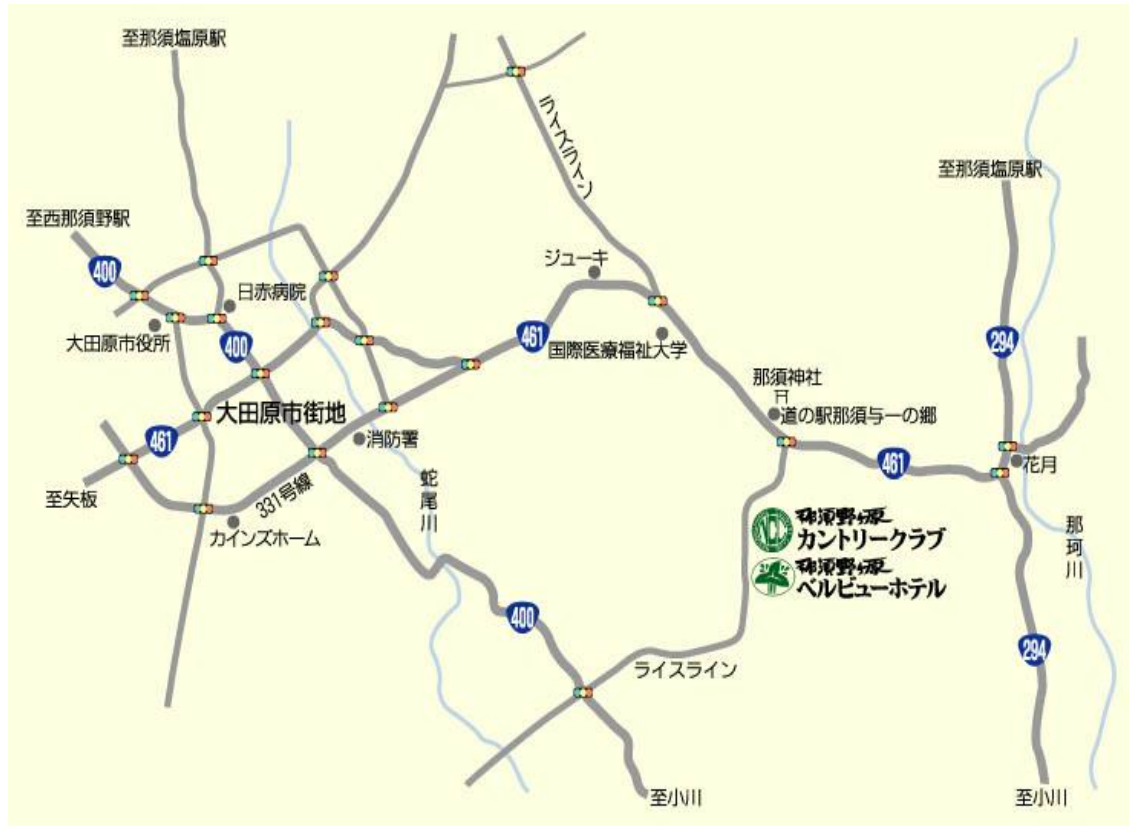 至那須塩原駅
ライスライン
至那須塩原駅
至西那須野駅
400
日赤病院
ジューキ
大田原市役所
400
461
国際医療福祉大学
294
那須神社
道の駅那須与一の郷
大田原市街地
461
消防署
461
花月
至矢板
331号線
蛇尾川
カインズホーム
那須野ヶ原
カントリークラブ
那珂川
那須野ヶ原
ベルビューホテル
400
294
ライスライン
至小川
至小川